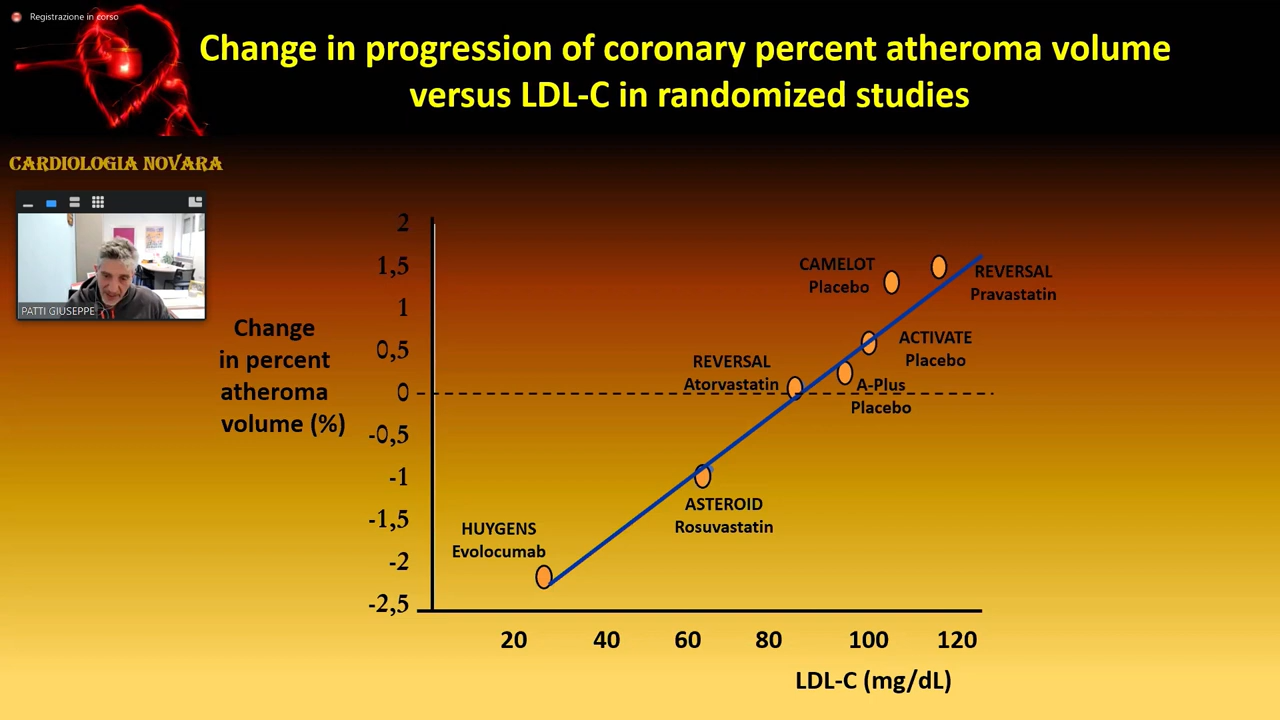 Registrazione in corso
Change in progression of coronary percent atheroma volume
versus LDL-C in randomized studies
CARDIOLOGIA NOVARA
PATTI GIUSEPPE
Change
in percent
atheroma
volume (%)
2
1,5
1
0,5
0
-0,5
-1
-1,5
-2
-2,5
CAMELOT
Placebo
REVERSAL
Pravastatin
ACTIVATE
Placebo
REVERSAL
Atorvastatin
A-Plus
Placebo
ASTEROID
Rosuvastatin
HUYGENS
Evolocumab
20 40 60 80 100 120
LDL-C (mg/dL)